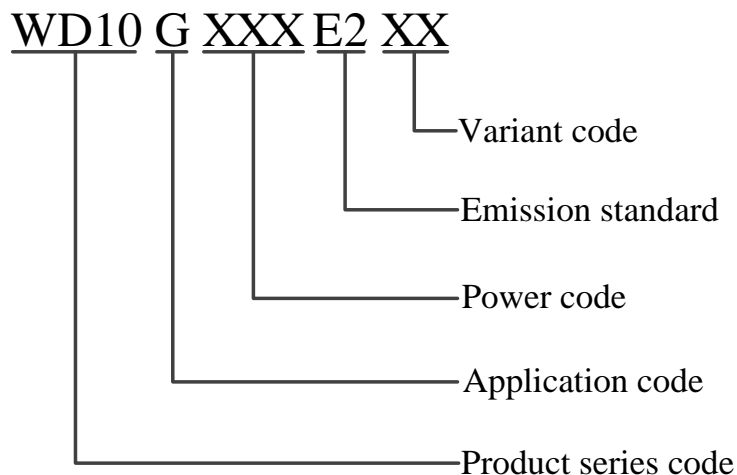 WD10 G XXX E2 XX
Variant code
Emission standard
Power code
Application code
Product series code